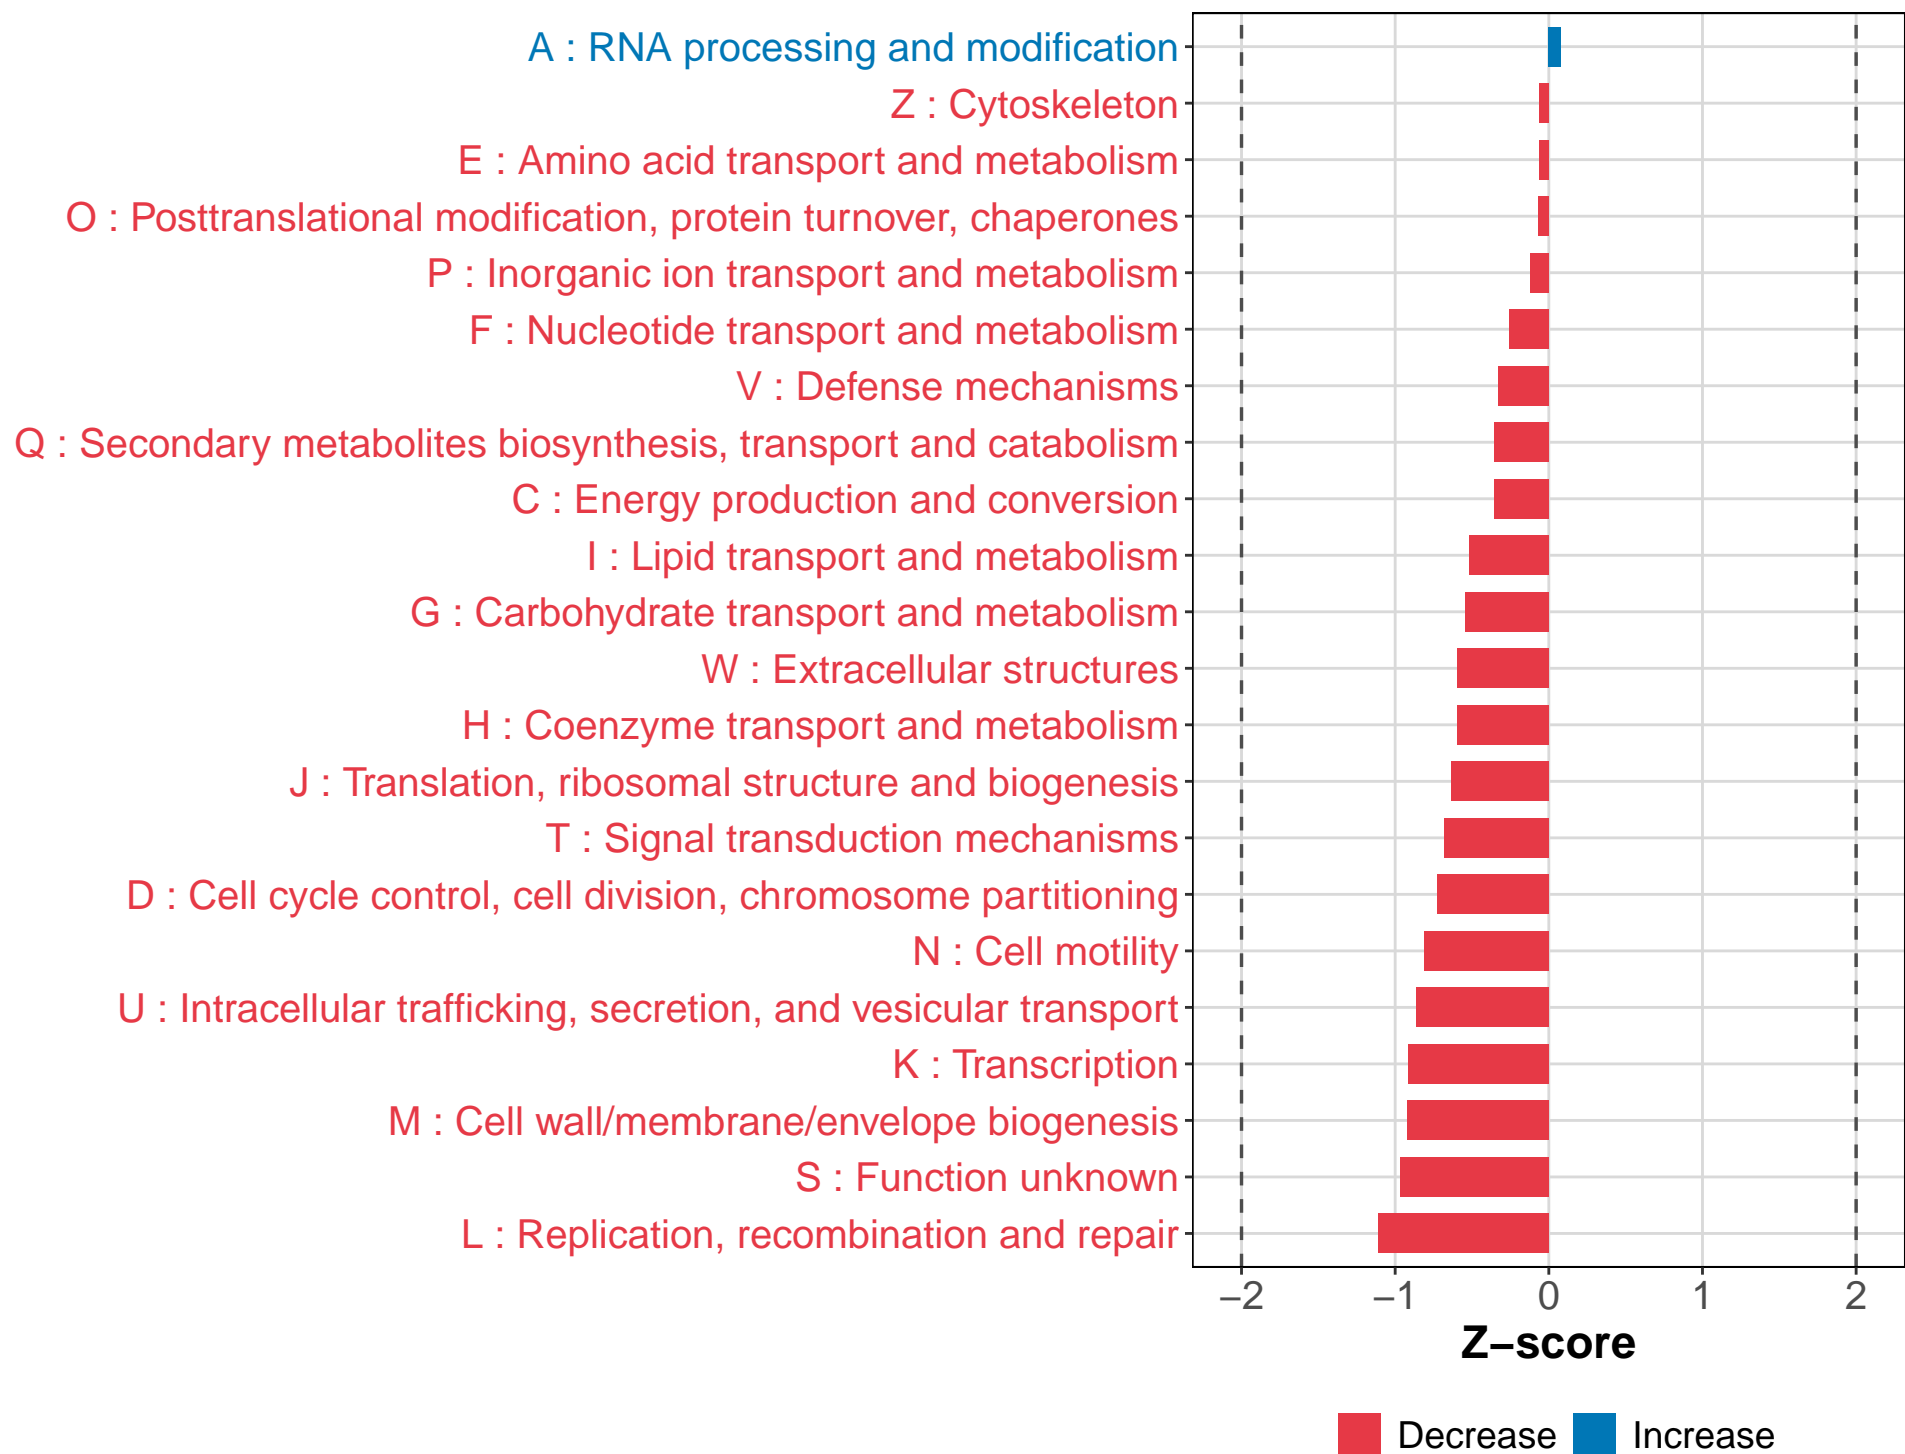 A : RNA processing and modification
Z : Cytoskeleton
E : Amino acid transport and metabolism
O : Posttranslational modification, protein turnover, chaperones
P : Inorganic ion transport and metabolism
F : Nucleotide transport and metabolism
V : Defense mechanisms
Q : Secondary metabolites biosynthesis, transport and catabolism
C : Energy production and conversion
I : Lipid transport and metabolism
G : Carbohydrate transport and metabolism
W : Extracellular structures
H : Coenzyme transport and metabolism
J : Translation, ribosomal structure and biogenesis
T : Signal transduction mechanisms
D : Cell cycle control, cell division, chromosome partitioning
N : Cell motility
U : Intracellular trafficking, secretion, and vesicular transport
K : Transcription
M : Cell wall/membrane/envelope biogenesis
S : Function unknown
L : Replication, recombination and repair
−2 −1 0 1 2
Z−score
Decrease Increase